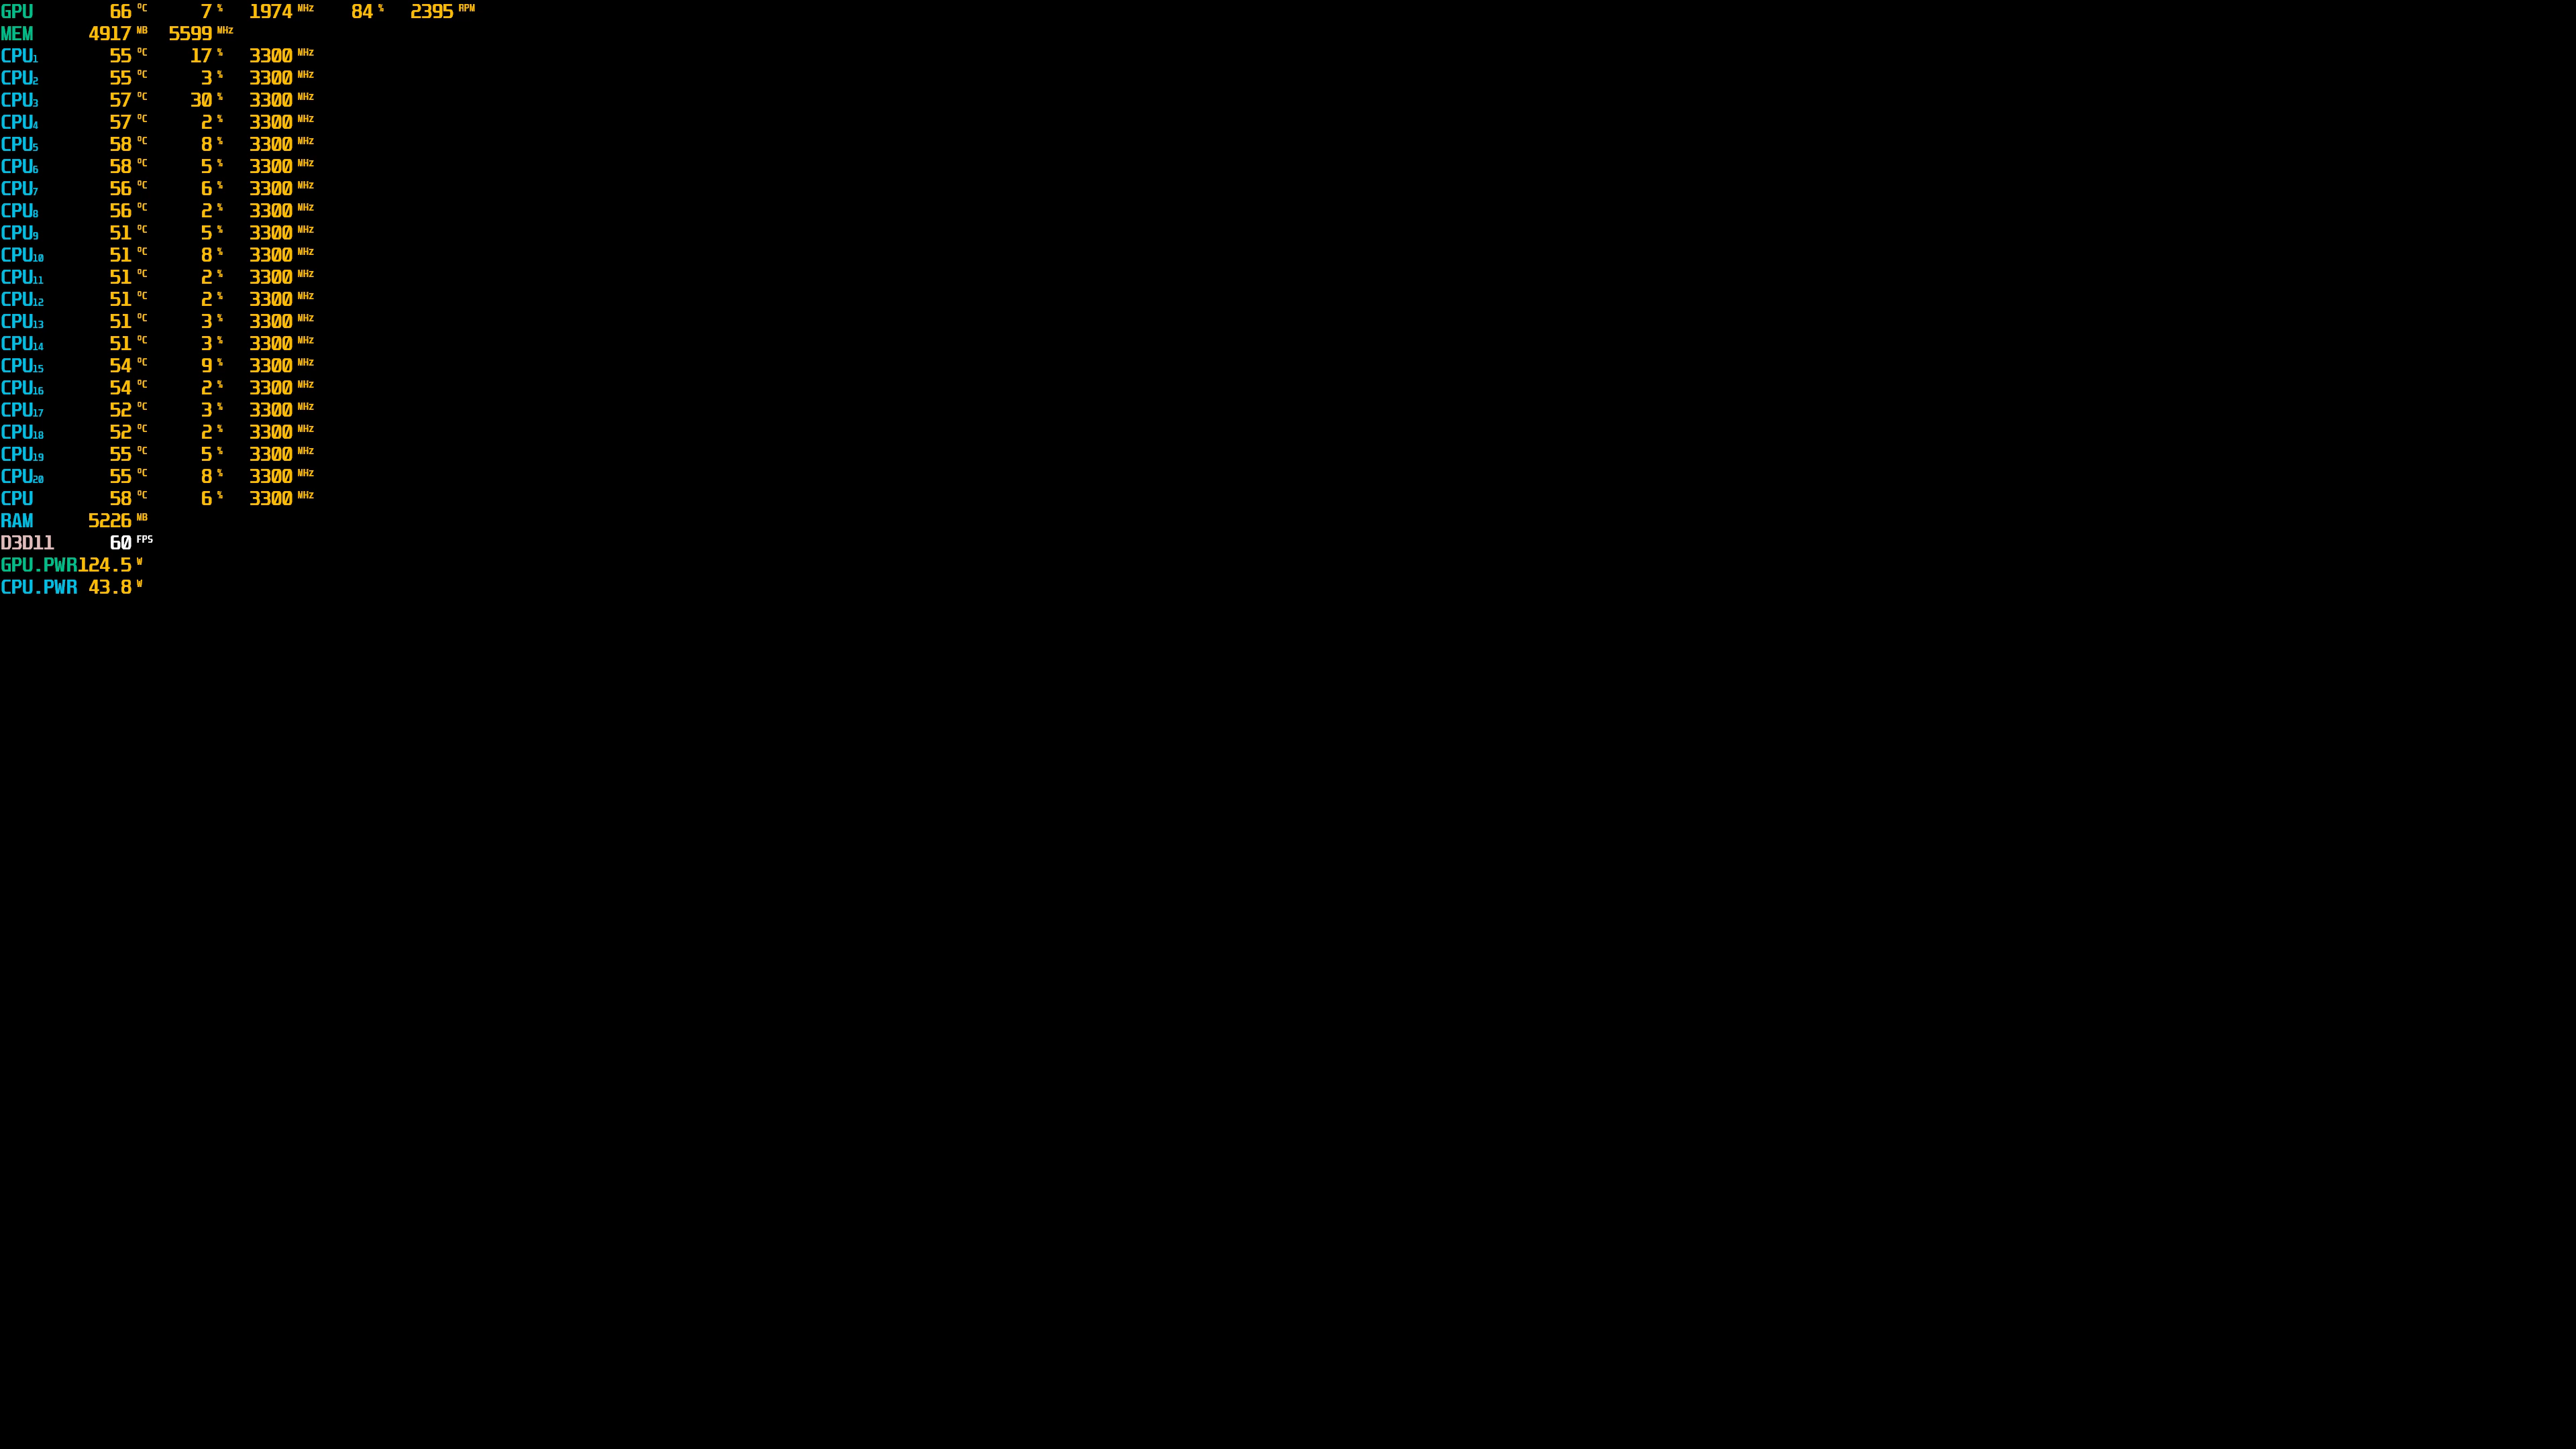 GPU 66 °C 7 % 1974 MHz 84 % 2395 RPM
MEM 4917 MB 5599 MHz
CPU1 55 °C 17 % 3300 MHz
CPU2 55 °C 3 % 3300 MHz
CPU3 57 °C 30 % 3300 MHz
CPU4 57 °C 2 % 3300 MHz
CPU5 58 °C 8 % 3300 MHz
CPU6 58 °C 5 % 3300 MHz
CPU7 56 °C 6 % 3300 MHz
CPU8 56 °C 2 % 3300 MHz
CPU9 51 °C 5 % 3300 MHz
CPU10 51 °C 8 % 3300 MHz
CPU11 51 °C 2 % 3300 MHz
CPU12 51 °C 2 % 3300 MHz
CPU13 51 °C 3 % 3300 MHz
CPU14 51 °C 3 % 3300 MHz
CPU15 54 °C 9 % 3300 MHz
CPU16 54 °C 2 % 3300 MHz
CPU17 52 °C 3 % 3300 MHz
CPU18 52 °C 2 % 3300 MHz
CPU19 55 °C 5 % 3300 MHz
CPU20 55 °C 8 % 3300 MHz
CPU 58 °C 6 % 3300 MHz
RAM 5226 MB
D3D11 60 FPS
GPU.PWR 124.5 W
CPU.PWR 43.8 W